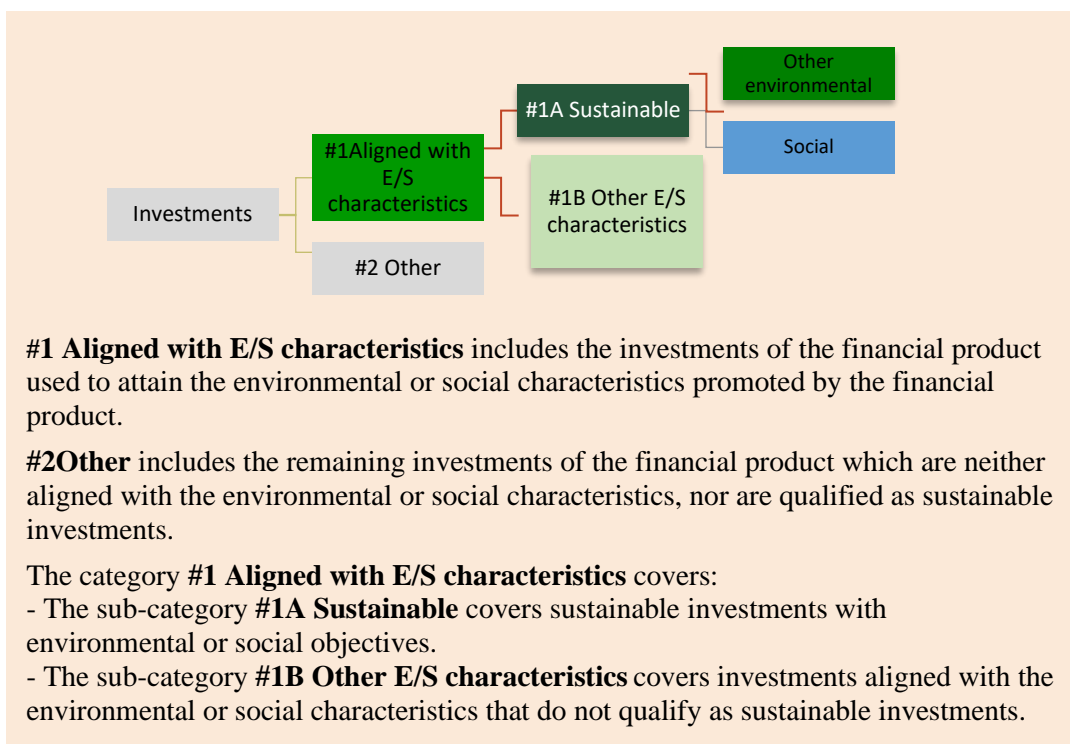 Other
environmental
#1A Sustainable
Social
#1Aligned with
E/S
characteristics
#1B Other E/S
characteristics
Investments
#2 Other
#1 Aligned with E/S characteristics includes the investments of the financial product
used to attain the environmental or social characteristics promoted by the financial
product.
#2Other includes the remaining investments of the financial product which are neither
aligned with the environmental or social characteristics, nor are qualified as sustainable
investments.
The category #1 Aligned with E/S characteristics covers:
- The sub-category #1A Sustainable covers sustainable investments with
environmental or social objectives.
- The sub-category #1B Other E/S characteristics covers investments aligned with the
environmental or social characteristics that do not qualify as sustainable investments.